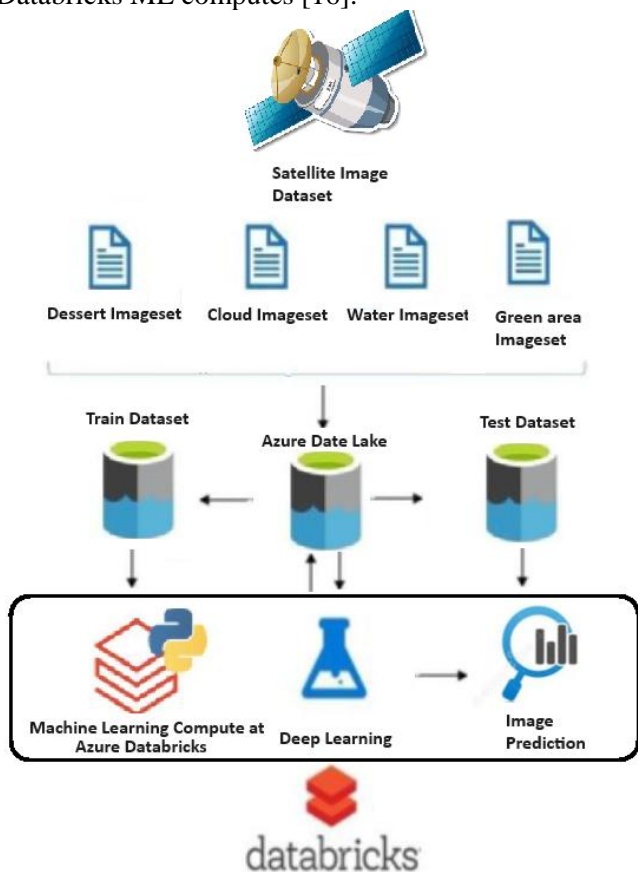 Databricks ML computes [16].
Satellite Image
Dataset
Dessert Imageset
Cloud Imageset
Water Imageset
Green area
Imageset
Train Dataset
Azure Date Lake
Test Dataset
Machine Learning Compute at
Azure Databricks
Deep Learning
Image
Prediction
databricks